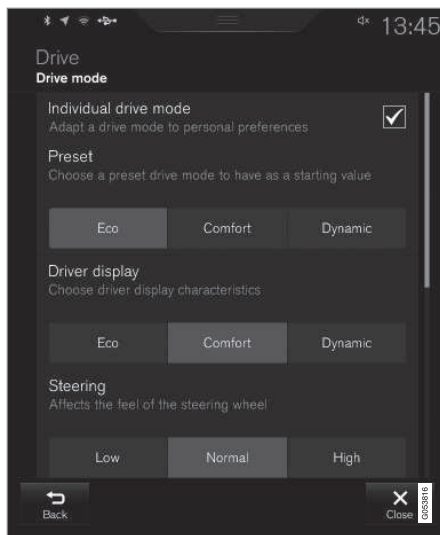 13:45
Drive
Drive mode
Individual drive mode
Adapt a drive mode to personal preferences
Preset
Choose a preset drive mode to have as a starting value
Eco Comfort Dynamic
Driver display
Choose driver display characteristics
Eco Comfort Dynamic
Steering
Affects the feel of the steering wheel
Low Normal High
Back Close
G053816